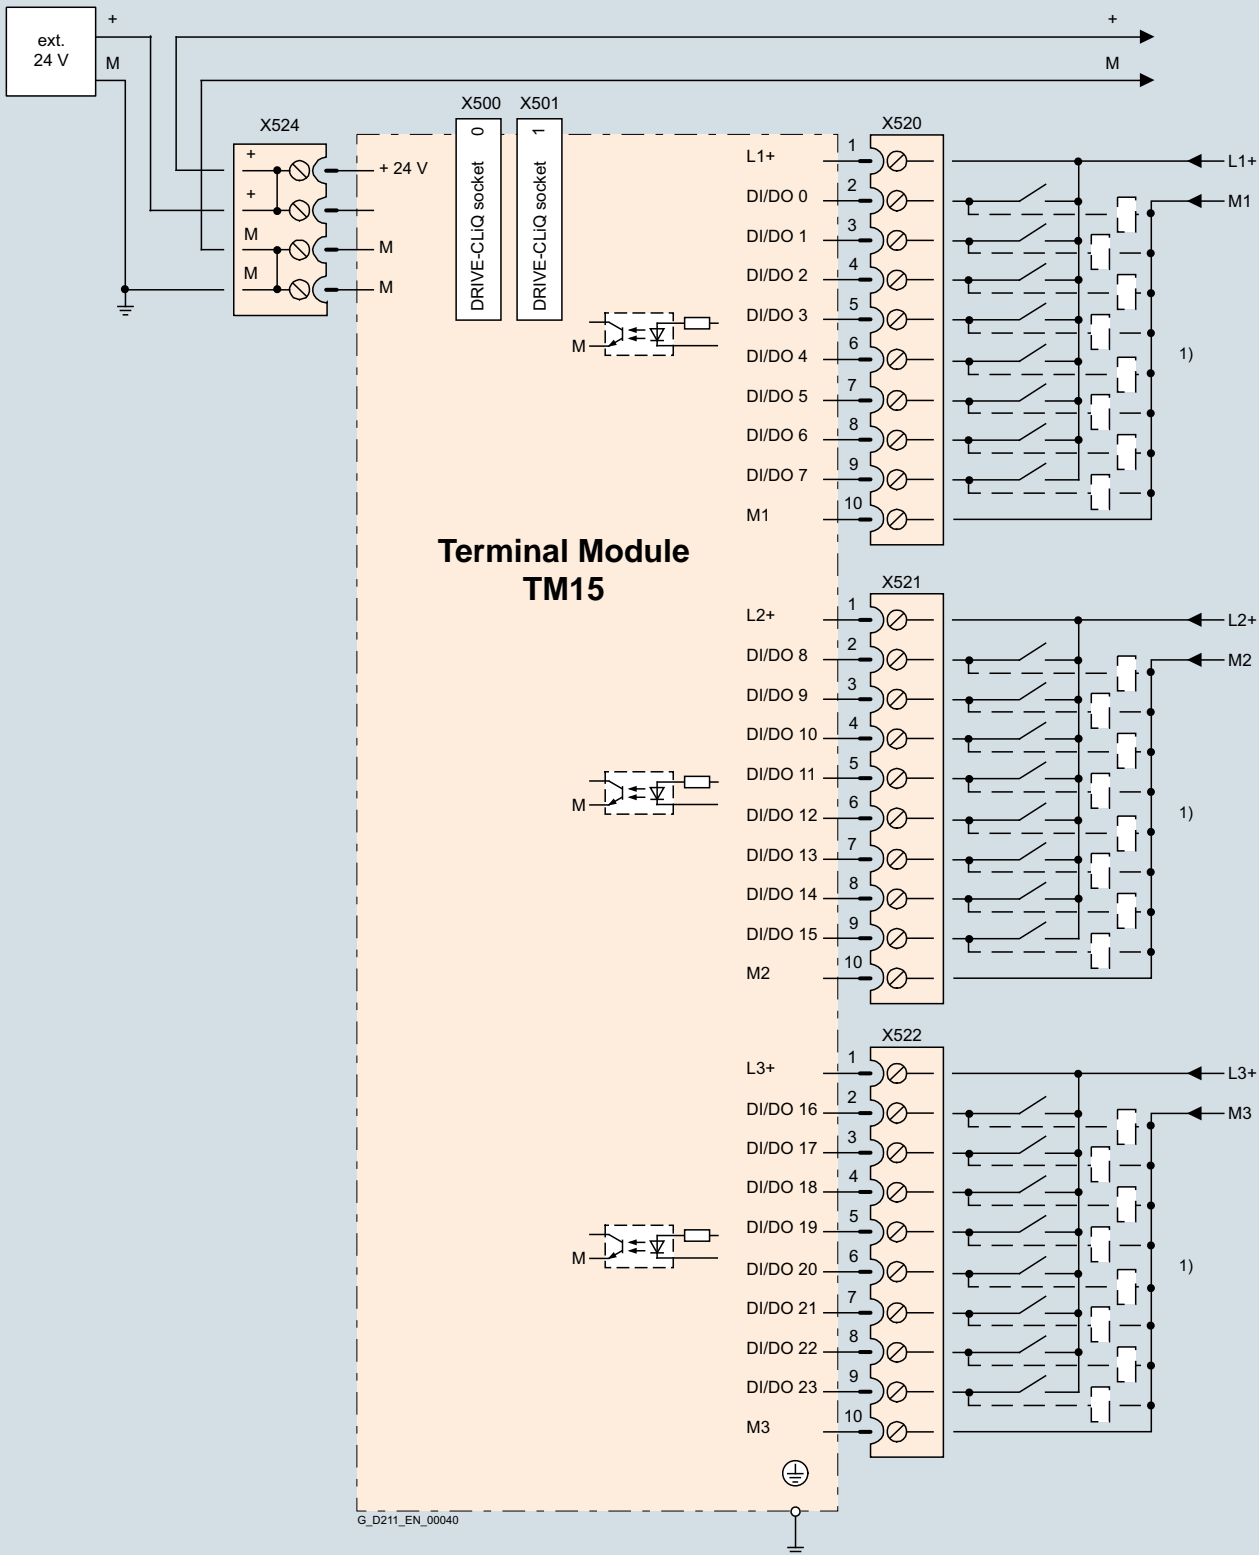 ext.
24 V
+
M
+
M
X500
X501
X524
+
+
M
M
+ 24 V
M
M
DRIVE-CLiQ socket 0
DRIVE-CLiQ socket 1
Terminal Module
TM15
M
M
M
X520
L1+ 1
DI/DO 0 2
DI/DO 1 3
DI/DO 2 4
DI/DO 3 5
DI/DO 4 6
DI/DO 5 7
DI/DO 6 8
DI/DO 7 9
M1 10
L1+
M1
1)
X521
L2+ 1
DI/DO 8 2
DI/DO 9 3
DI/DO 10 4
DI/DO 11 5
DI/DO 12 6
DI/DO 13 7
DI/DO 14 8
DI/DO 15 9
M2 10
L2+
M2
1)
X522
L3+ 1
DI/DO 16 2
DI/DO 17 3
DI/DO 18 4
DI/DO 19 5
DI/DO 20 6
DI/DO 21 7
DI/DO 22 8
DI/DO 23 9
M3 10
L3+
M3
1)
G_D211_EN_00040